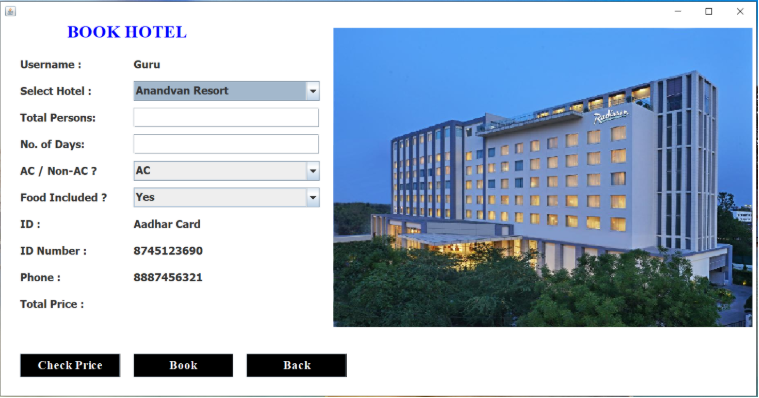 BOOK HOTEL
Username : Guru
Select Hotel : Anandvan Resort
Total Persons:
No. of Days:
AC / Non-AC ? AC
Food Included ? Yes
ID : Aadhar Card
ID Number : 8745123690
Phone : 8887456321
Total Price :
Check Price Book Back
Radisson